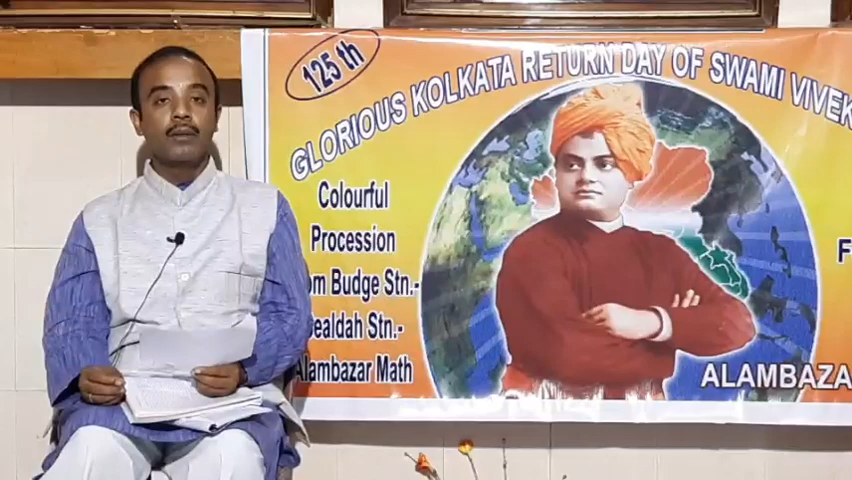 125 th
GLORIOUS KOLKATA RETURN DAY OF SWAMI VIVEK
Colourful
Procession
om Budge Stn.-
ealdah Stn.-
Alambazar Math
ALAMBAZA
F